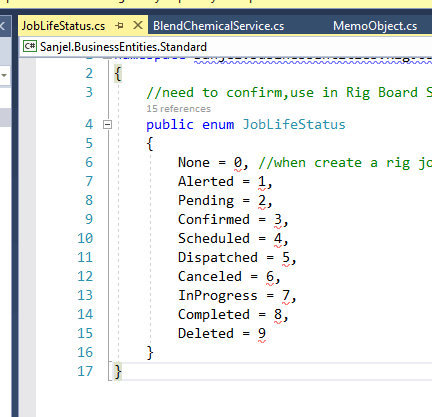 JobLifeStatus.cs
BlendChemicalService.cs
MemoObject.cs
C# Sanjel.BusinessEntities.Standard
2 {
3 //need to confirm,use in Rig Board S
15 references
4 public enum JobLifeStatus
5 {
6 None = 0, //when create a rig jo
7 Alerted = 1,
8 Pending = 2,
9 Confirmed = 3,
10 Scheduled = 4,
11 Dispatched = 5,
12 Canceled = 6,
13 InProgress = 7,
14 Completed = 8,
15 Deleted = 9
16 }
17 }